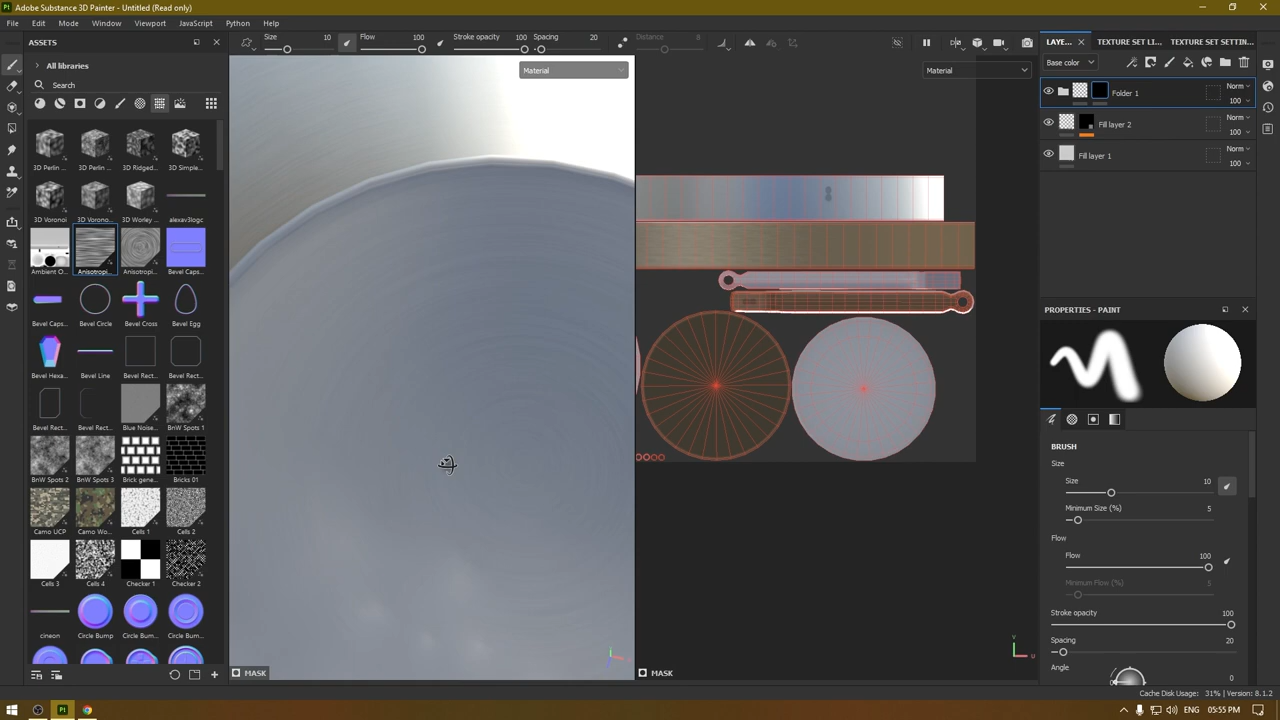 Adobe Substance 3D Painter - Untitled (Read only)
File Edit Mode Window Viewport JavaScript Python Help
ASSETS
All libraries
Search
3D Perlin ... 3D Perlin ... 3D Ridged... 3D Simple...
3D Voronoi 3D Vorono... 3D Worley ... alexav3logc
Ambient O... Anisotropi... Anisotropi... Bevel Caps...
Bevel Caps... Bevel Circle Bevel Cross Bevel Egg
Bevel Hexa... Bevel Line Bevel Rect... Bevel Rect...
Bevel Rect... Bevel Rect... Blue Noise... BnW Spots 1
BnW Spots 2 BnW Spots 3 Brick gene... Bricks 01
Camo UCP Camo Wo... Cells 1 Cells 2
Cells 3 Cells 4 Checker 1 Checker 2
cineon Circle Bump Circle Bum... Circle Bum...
Size 10 Flow 100 Stroke opacity 100 Spacing 20 Distance 8
Material
Material
MASK
MASK
LAYE... TEXTURE SET LI... TEXTURE SET SETTIN...
Base color
Folder 1 Norm 100
Fill layer 2 Norm 100
Fill layer 1 Norm 100
PROPERTIES - PAINT
BRUSH
Size
Size 10
Minimum Size (%) 5
Flow
Flow 100
Minimum Flow (%) 5
Stroke opacity 100
Spacing 20
Angle 0
Cache Disk Usage: 31% | Version: 8.1.2
ENG 05:55 PM